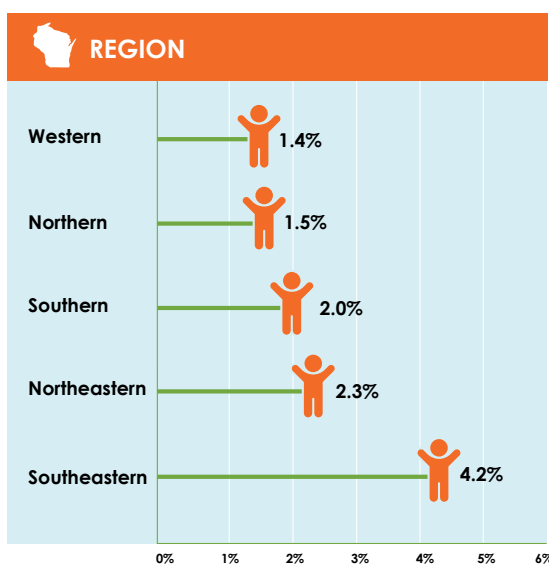 REGION
Western 1.4%
Northern 1.5%
Southern 2.0%
Northeastern 2.3%
Southeastern 4.2%
0% 1% 2% 3% 4% 5% 6%